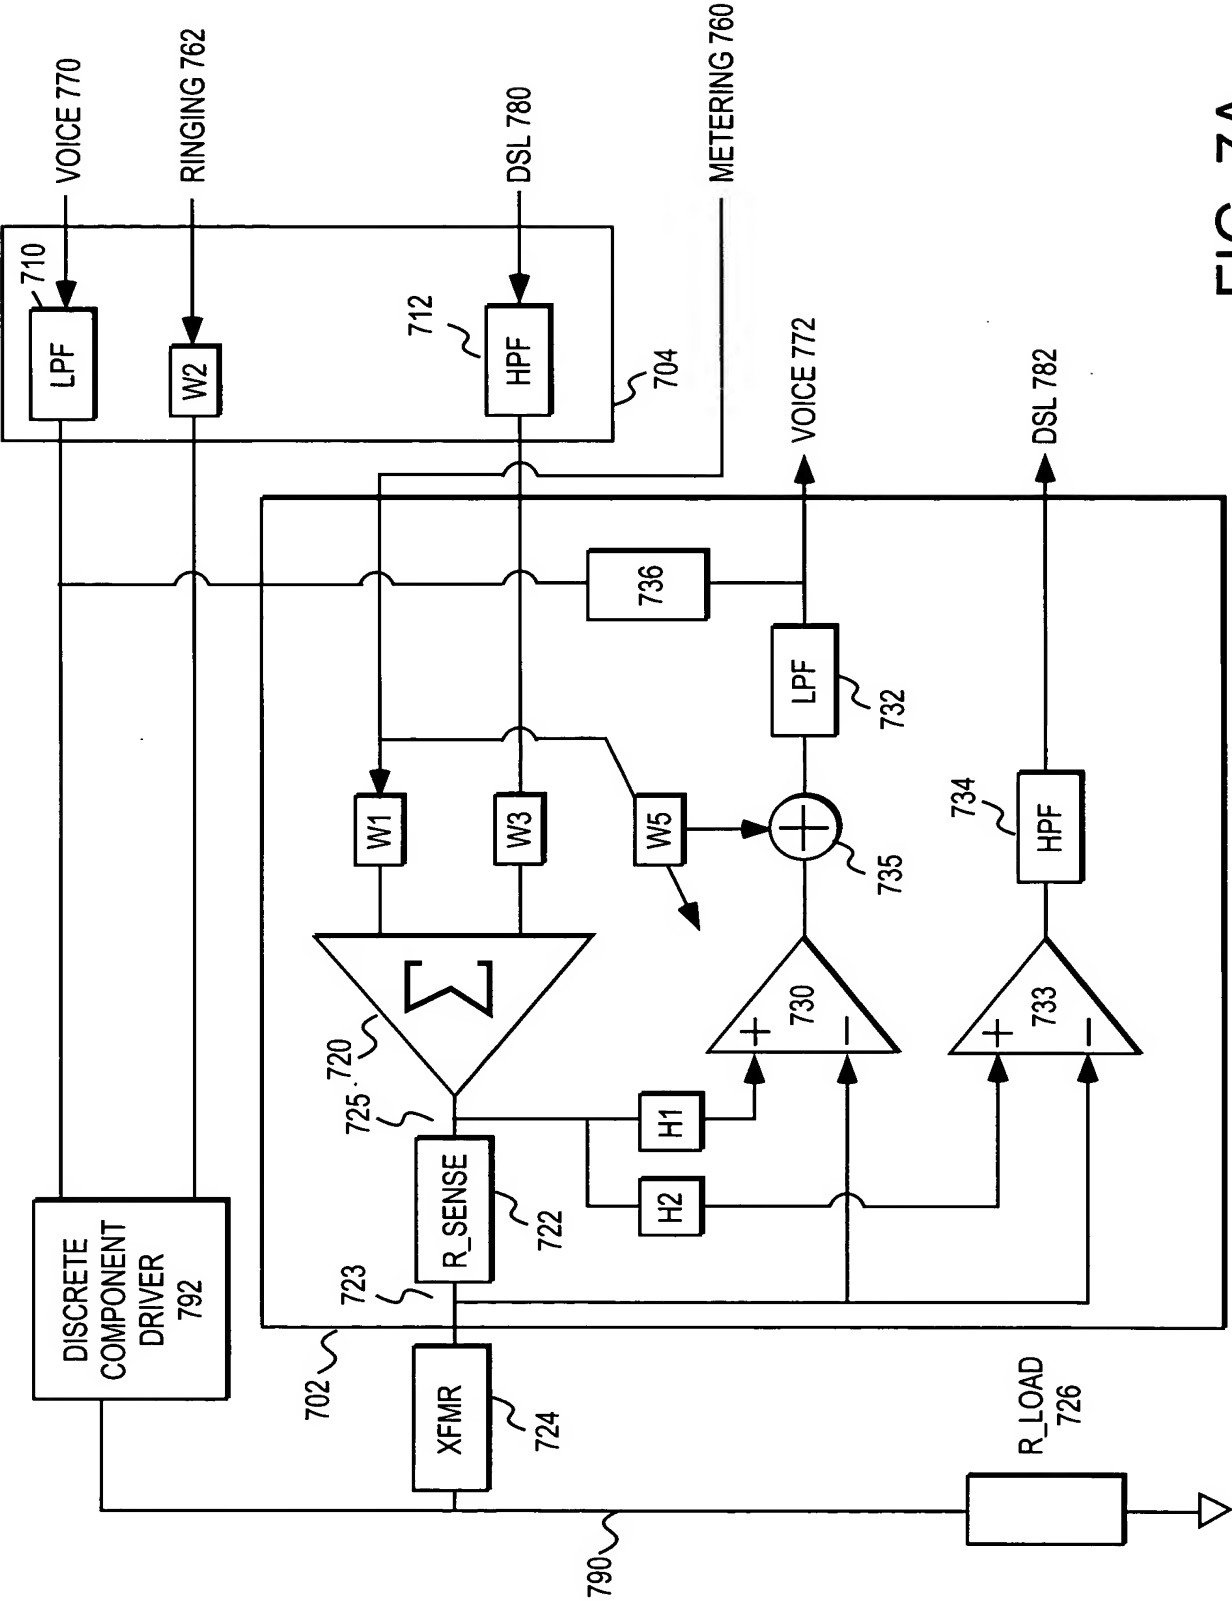 VOICE 770
RINGING 762
DSL 780
METERING 760
710
LPF
W2
712
HPF
704
VOICE 772
DSL 782
736
LPF
732
W1
W3
W5
735
734
HPF
Σ
720
+
730
−
+
733
−
725
H1
H2
R_SENSE
722
723
702
XFMR
724
DISCRETE
COMPONENT
DRIVER
792
R_LOAD
726
790